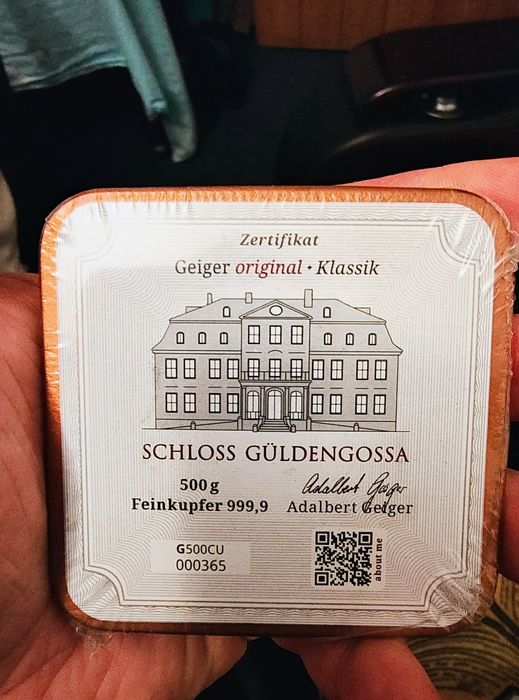 Zertifikat
Geiger original • Klassik
SCHLOSS GÜLDENGOSSA
500 g
Feinkupfer 999,9
Adalbert Geiger
Adalbert Geiger
G500CU
000365
about me